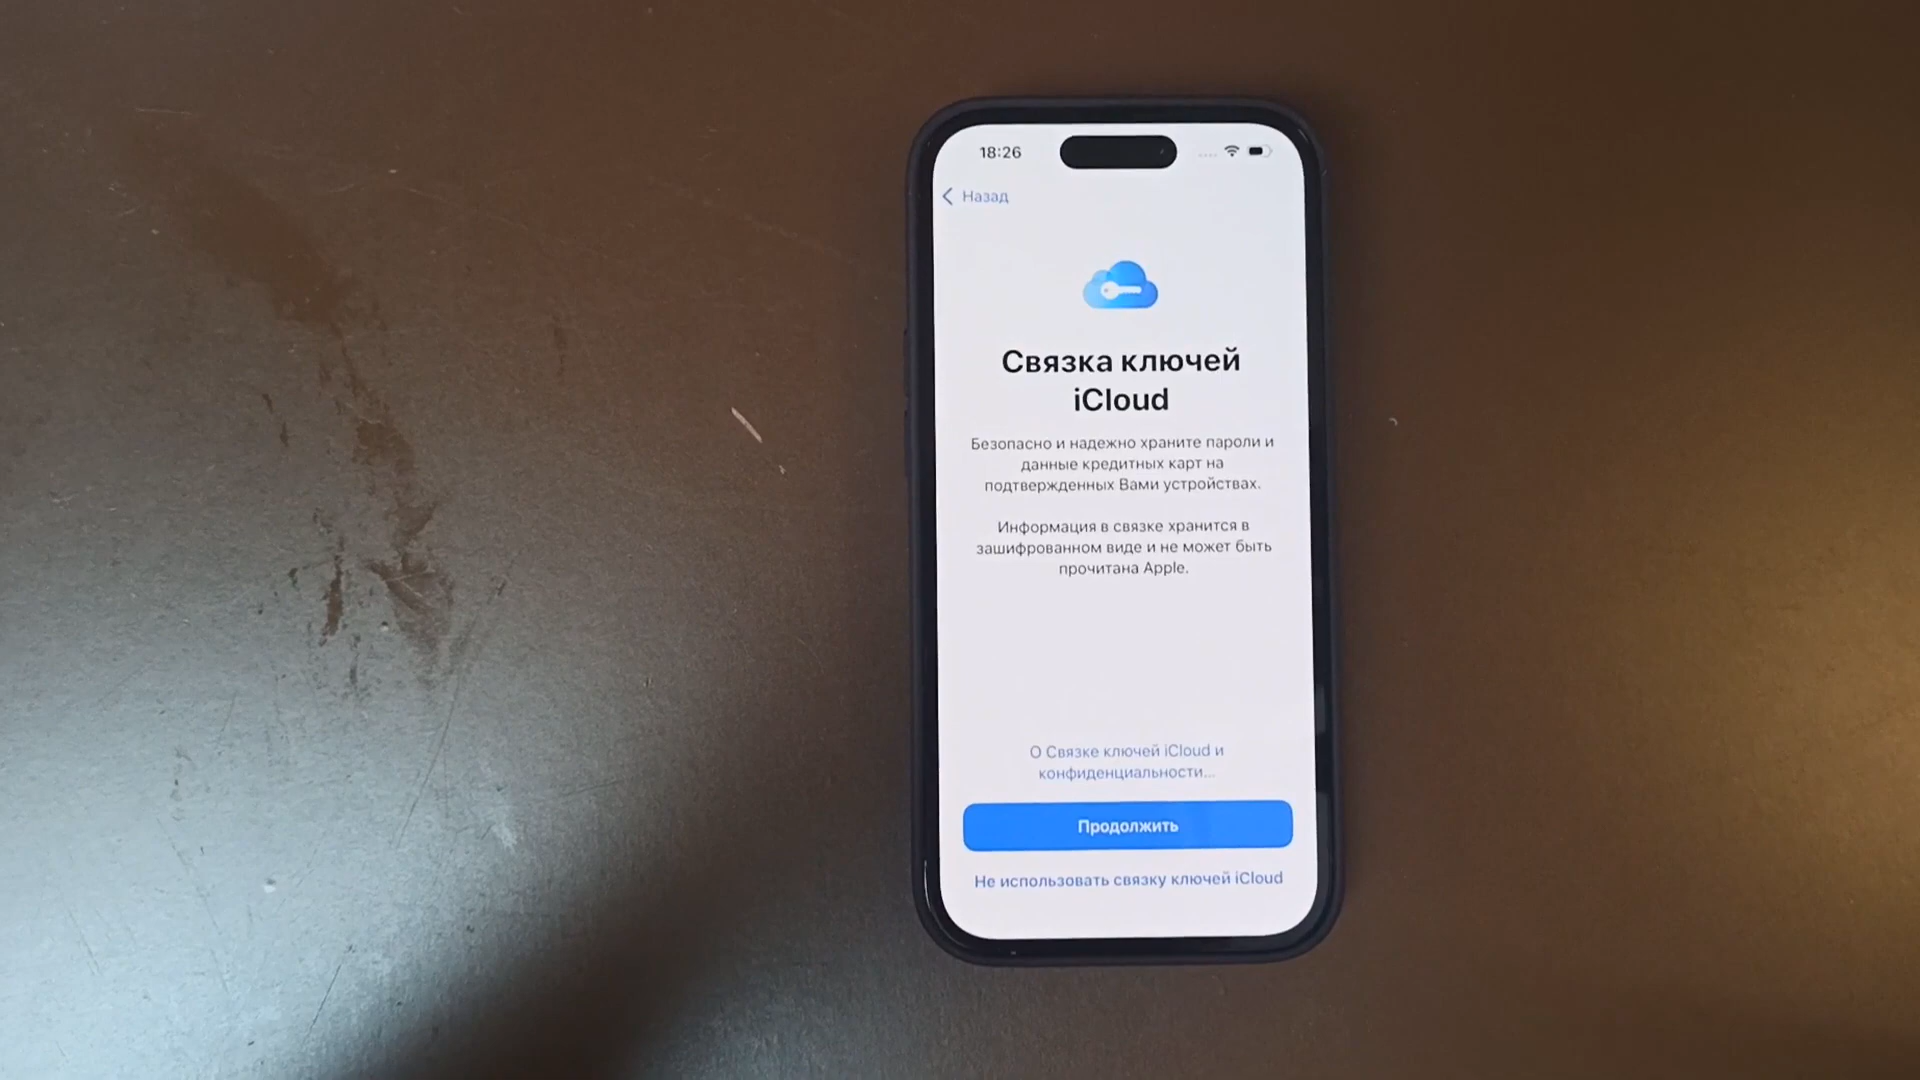 18:26
Назад
Связка ключей
iCloud
Безопасно и надежно храните пароли и
данные кредитных карт на
подтвержденных Вами устройствах.
Информация в связке хранится в
зашифрованном виде и не может быть
прочитана Apple.
О Связке ключей iCloud и
конфиденциальности...
Продолжить
Не использовать связку ключей iCloud